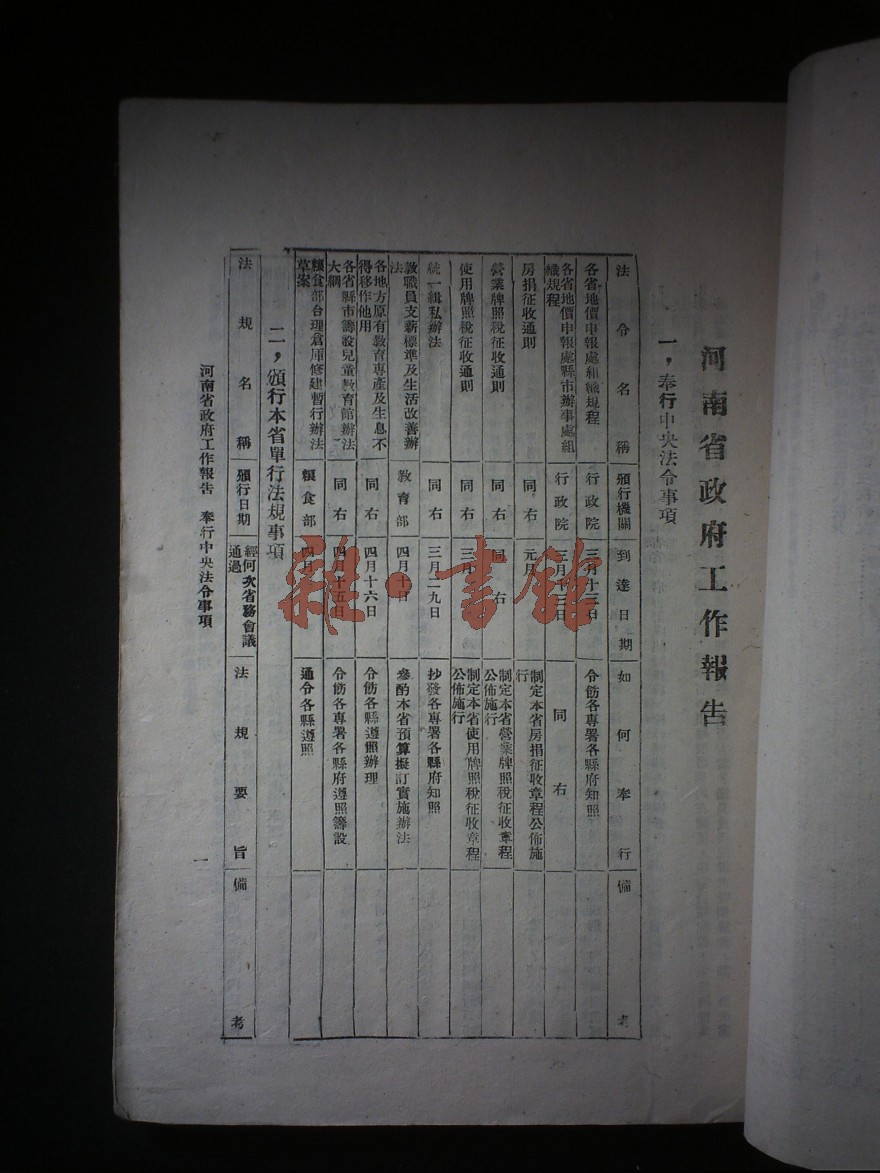 河南省政府工作報告
一，奉行中央法令事項
法令名稱 頒行機關 到達日期 如何奉行 備考
各省地價申報處組織規程 行政院 三月十三日 令飭各專署各縣府知照
各省地價申報處縣市辦事處組
織規程 行政院 三月十三日 同右
房捐征收通則 同右 元月 制定本省房捐征收章程公佈施
行
營業牌照稅征收通則 同右 同右 制定本省營業牌照稅征收章程
公佈施行
使用牌照稅征收通則 同右 三月 制定本省使用牌照稅征收章程
公佈施行
統一緝私辦法 同右 三月二九日 抄發各專署各縣府知照
教職員支薪標準及生活改善辦
法 教育部 四月十日 參酌本省預算擬訂實施辦法
各地方原有教育專產及生息不
得移作他用 同右 四月十六日 令飭各縣遵照辦理
各省縣市籌設兒童教育館辦法
大綱 同右 四月十五日 令飭各專署各縣府遵照籌設
糧食部台理倉庫修建暫行辦法
草案 糧食部 四月 通令各縣遵照
二，頒行本省單行法規事項
法規名稱 頒行日期 經何次省務會議
通過 法規要旨 備考
河南省政府工作報告 奉行中央法令事項 一
雜·書館